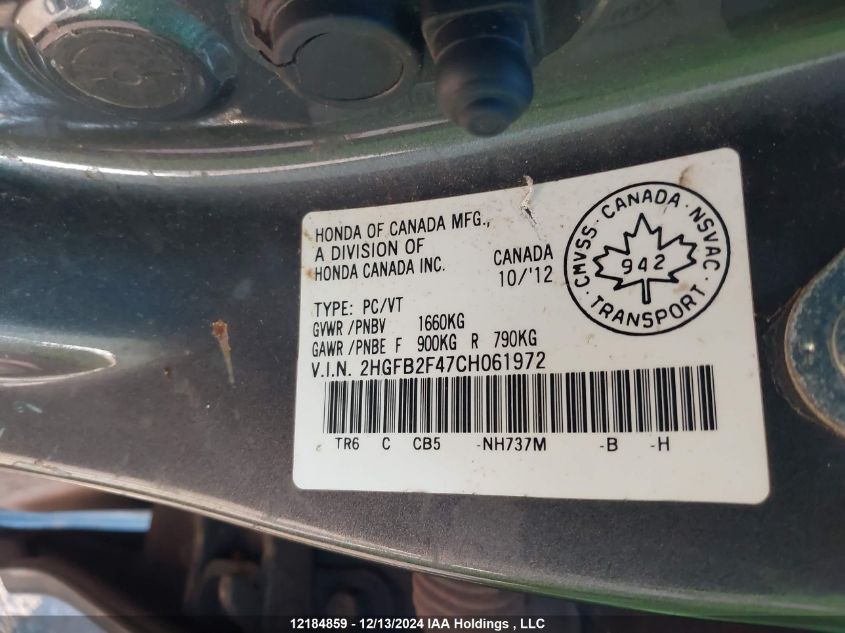 HONDA OF CANADA MFG.,
A DIVISION OF
HONDA CANADA INC.
CANADA
10/'12
CMVSS · CANADA · NSVAC
942
· TRANSPORT ·
TYPE: PC/VT
GVWR /PNBV 1660KG
GAWR /PNBE F 900KG R 790KG
V.I.N. 2HGFB2F47CH061972
TR6 C CB5 -NH737M -B -H
12184859 - 12/13/2024 IAA Holdings , LLC